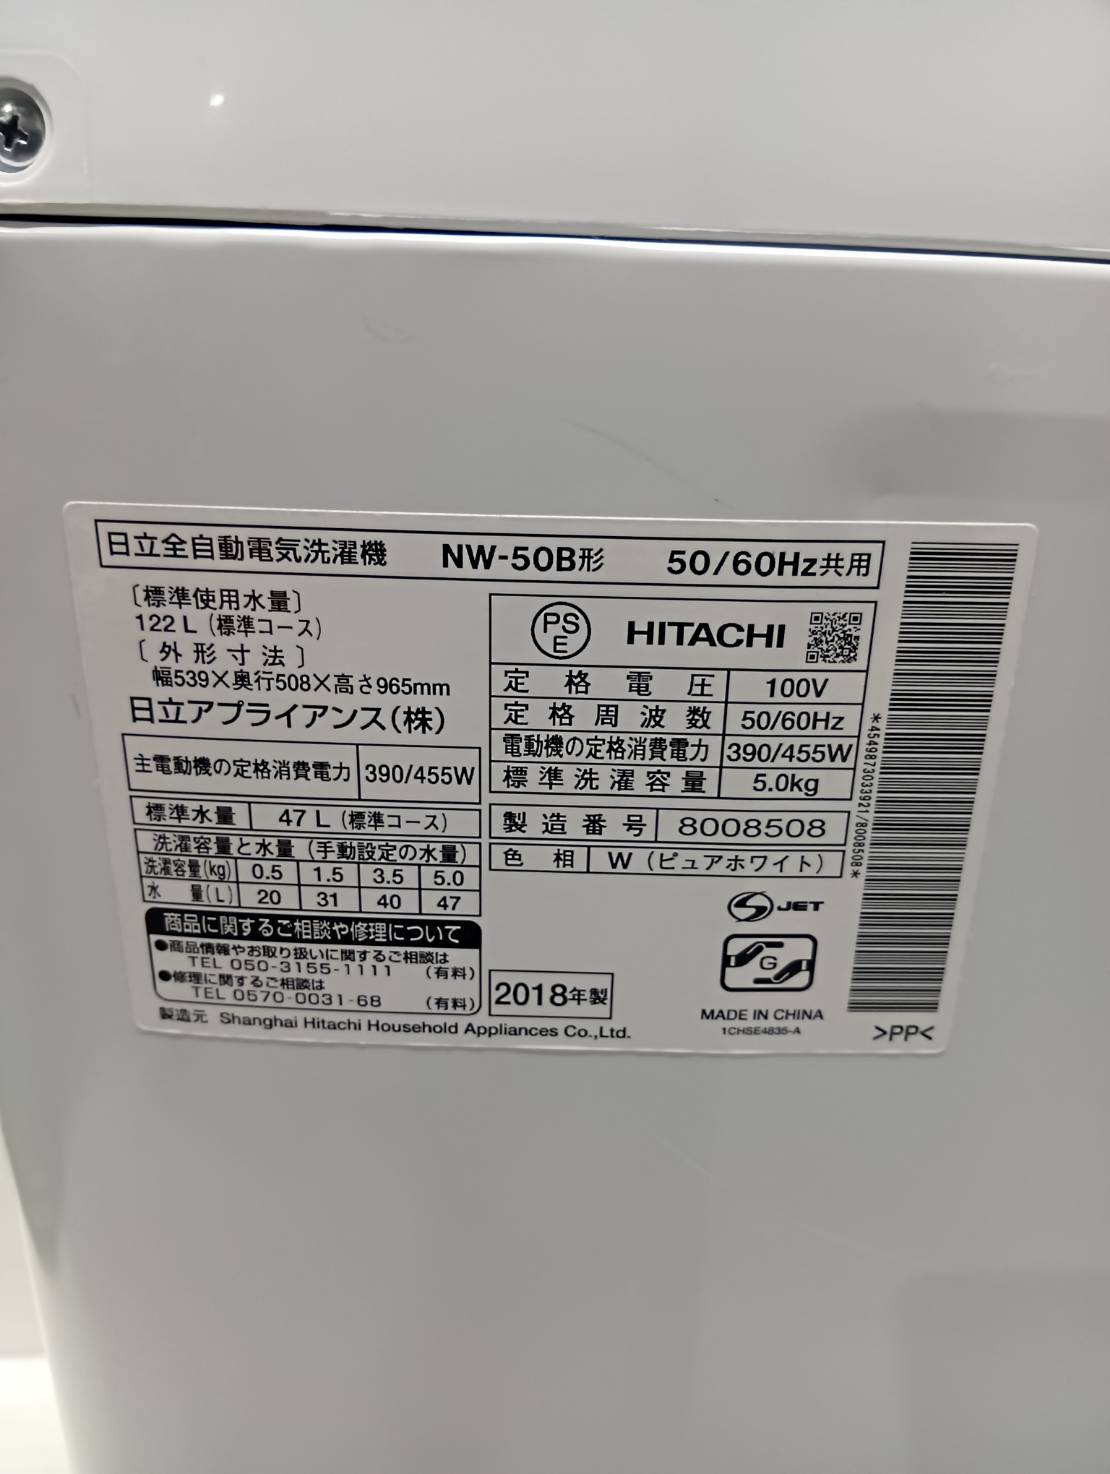 日立全自動電気洗濯機 NW-50B形 50/60Hz共用
〔標準使用水量〕
122 L (標準コース)
〔外形寸法〕
幅539×奥行508×高さ965mm
日立アプライアンス(株)
主電動機の定格消費電力 390/455W
標準水量 47 L (標準コース)
洗濯容量と水量 (手動設定の水量)
洗濯容量(kg) 0.5 1.5 3.5 5.0
水 量(L) 20 31 40 47
商品に関するご相談や修理について
●商品情報やお取り扱いに関するご相談は
TEL 050-3155-1111 (有料)
●修理に関するご相談は
TEL 0570-0031-68 (有料)
製造元 Shanghai Hitachi Household Appliances Co.,Ltd.
PS
E
HITACHI
定格電圧 100V
定格周波数 50/60Hz
電動機の定格消費電力 390/455W
標準洗濯容量 5.0kg
製造番号 8008508
色相 W (ピュアホワイト)
S JET
G
2018年製
MADE IN CHINA
1CHSE4835-A
*4549873033921/8008508*
>PP<